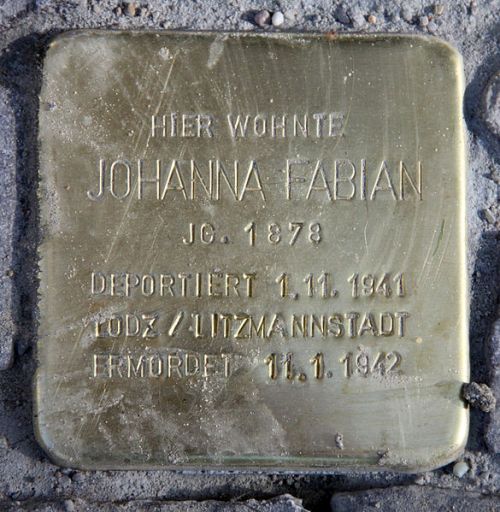 HIER WOHNTE
JOHANNA FABIAN
JG. 1878
DEPORTIERT 1.11.1941
LODZ / LITZMANNSTADT
ERMORDET 11.1.1942